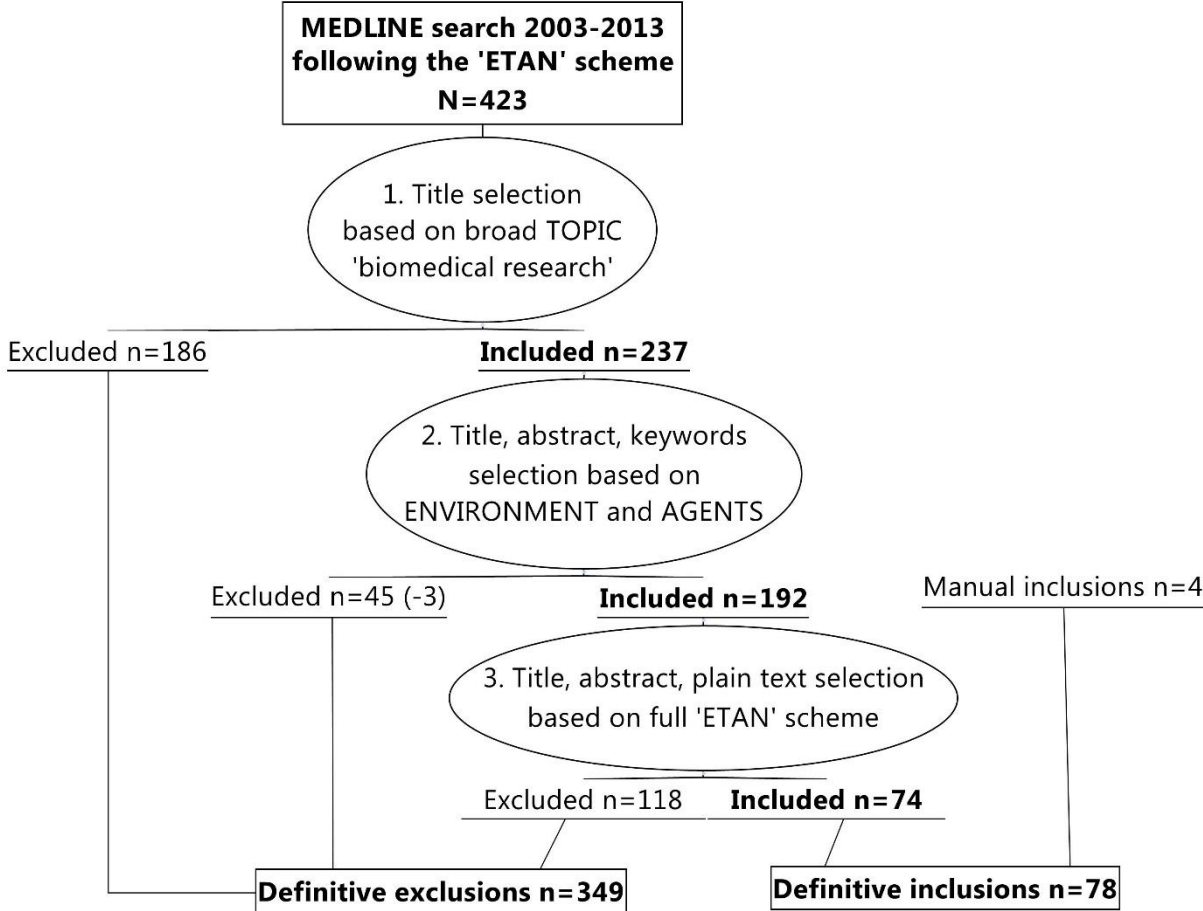 MEDLINE search 2003-2013
following the 'ETAN' scheme
N=423
1. Title selection
based on broad TOPIC
'biomedical research'
Excluded n=186
Included n=237
2. Title, abstract, keywords
selection based on
ENVIRONMENT and AGENTS
Excluded n=45 (-3)
Included n=192
Manual inclusions n=4
3. Title, abstract, plain text selection
based on full 'ETAN' scheme
Excluded n=118
Included n=74
Definitive exclusions n=349
Definitive inclusions n=78